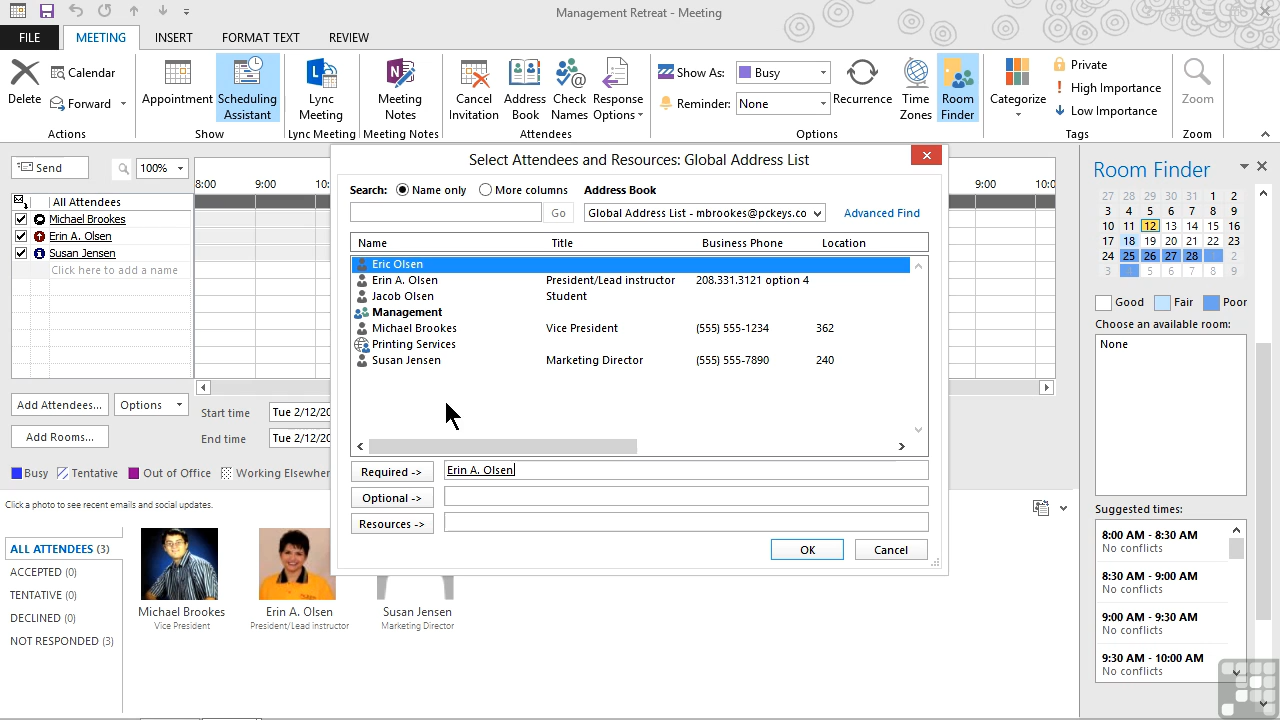 Management Retreat - Meeting
FILE
MEETING
INSERT
FORMAT TEXT
REVIEW
Delete
Calendar
Forward
Actions
Appointment
Scheduling
Assistant
Show
Lync
Meeting
Lync Meeting
Meeting
Notes
Meeting Notes
Cancel
Invitation
Address
Book
Check
Names
Response
Options
Attendees
Show As:
Busy
Reminder:
None
Recurrence
Time
Zones
Room
Finder
Options
Categorize
Private
High Importance
Low Importance
Tags
Zoom
Zoom
Send
100%
8:00
9:00
10:
9:00
10:0
All Attendees
Michael Brookes
Erin A. Olsen
Susan Jensen
Click here to add a name
Add Attendees...
Options
Add Rooms...
Start time
Tue 2/12/20
End time
Tue 2/12/20
Busy
Tentative
Out of Office
Working Elsewher
Select Attendees and Resources: Global Address List
Search:
Name only
More columns
Address Book
Go
Global Address List - mbrookes@pckeys.co
Advanced Find
Name Title Business Phone Location
Eric Olsen
Erin A. Olsen President/Lead instructor 208.331.3121 option 4
Jacob Olsen Student
Management
Michael Brookes Vice President (555) 555-1234 362
Printing Services
Susan Jensen Marketing Director (555) 555-7890 240
Required ->
Erin A. Olsen
Optional ->
Resources ->
OK
Cancel
Click a photo to see recent emails and social updates.
ALL ATTENDEES (3)
ACCEPTED (0)
TENTATIVE (0)
DECLINED (0)
NOT RESPONDED (3)
Michael Brookes
Vice President
Erin A. Olsen
President/Lead instructor
Susan Jensen
Marketing Director
Room Finder
27 28 29 30 31 1 2
3 4 5 6 7 8 9
10 11 12 13 14 15 16
17 18 19 20 21 22 23
24 25 26 27 28 1 2
3 4 5 6 7 8 9
Good
Fair
Poor
Choose an available room:
None
Suggested times:
8:00 AM - 8:30 AM
No conflicts
8:30 AM - 9:00 AM
No conflicts
9:00 AM - 9:30 AM
No conflicts
9:30 AM - 10:00 AM
No conflicts